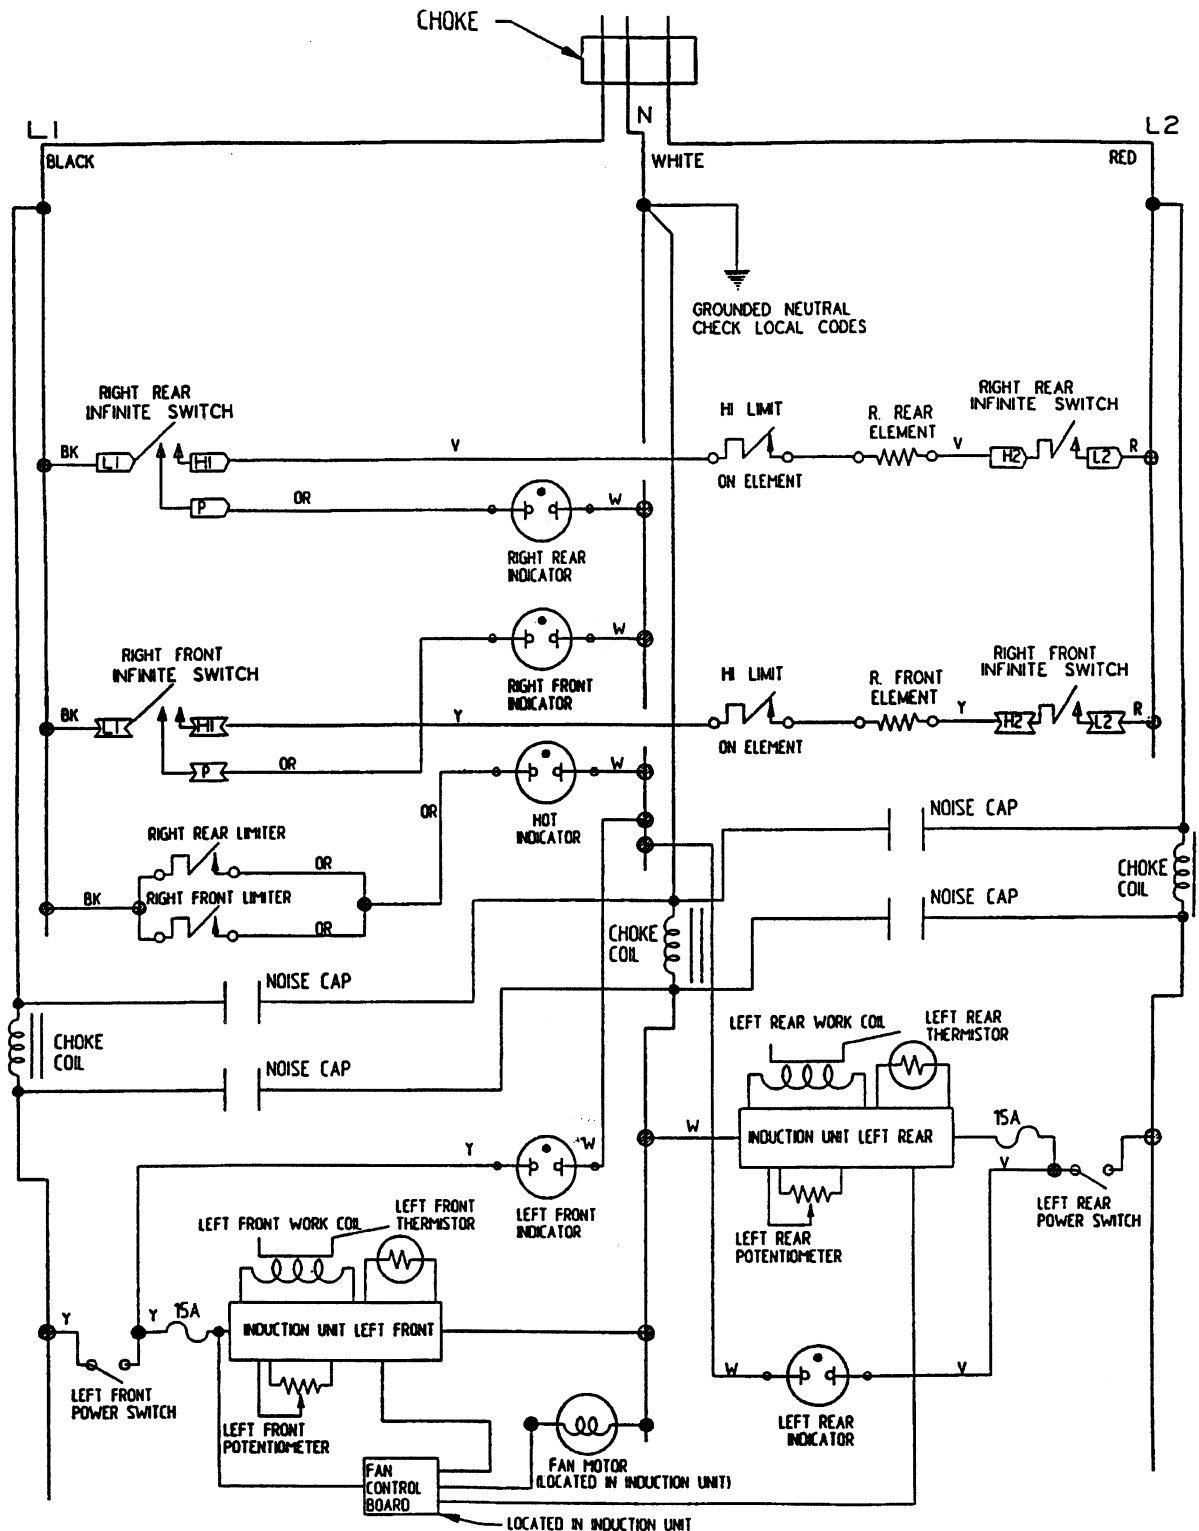 CHOKE
L1
N
L2
BLACK
WHITE
RED
GROUNDED NEUTRAL
CHECK LOCAL CODES
RIGHT REAR
INFINITE SWITCH
HI LIMIT
R. REAR
ELEMENT
RIGHT REAR
INFINITE SWITCH
BK
L1
H1
V
ON ELEMENT
V
H2
L2
R
P
OR
W
RIGHT REAR
INDICATOR
W
RIGHT FRONT
INFINITE SWITCH
RIGHT FRONT
INDICATOR
HI LIMIT
R. FRONT
ELEMENT
RIGHT FRONT
INFINITE SWITCH
BK
L1
H1
Y
ON ELEMENT
Y
H2
L2
R
P
OR
W
HOT
INDICATOR
OR
NOISE CAP
RIGHT REAR LIMITER
OR
CHOKE
COIL
BK
RIGHT FRONT LIMITER
OR
NOISE CAP
CHOKE
COIL
NOISE CAP
CHOKE
COIL
NOISE CAP
LEFT REAR WORK COIL
LEFT REAR
THERMISTOR
W
INDUCTION UNIT LEFT REAR
15A
V
LEFT REAR
POWER SWITCH
LEFT REAR
POTENTIOMETER
Y
W
LEFT FRONT
INDICATOR
LEFT FRONT WORK COIL
LEFT FRONT
THERMISTOR
Y
Y
15A
INDUCTION UNIT LEFT FRONT
LEFT FRONT
POWER SWITCH
LEFT FRONT
POTENTIOMETER
W
V
LEFT REAR
INDICATOR
FAN MOTOR
(LOCATED IN INDUCTION UNIT)
FAN
CONTROL
BOARD
LOCATED IN INDUCTION UNIT